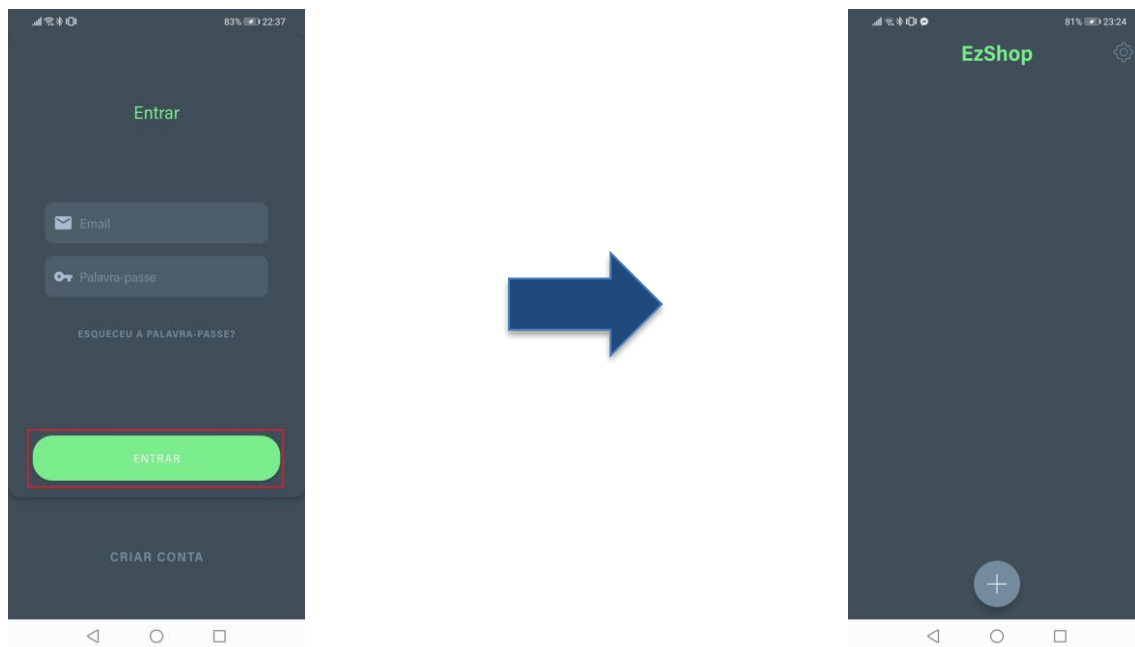 83% 22:37
Entrar
Email
Palavra-passe
ESQUECEU A PALAVRA-PASSE?
ENTRAR
CRIAR CONTA
81% 23:24
EzShop